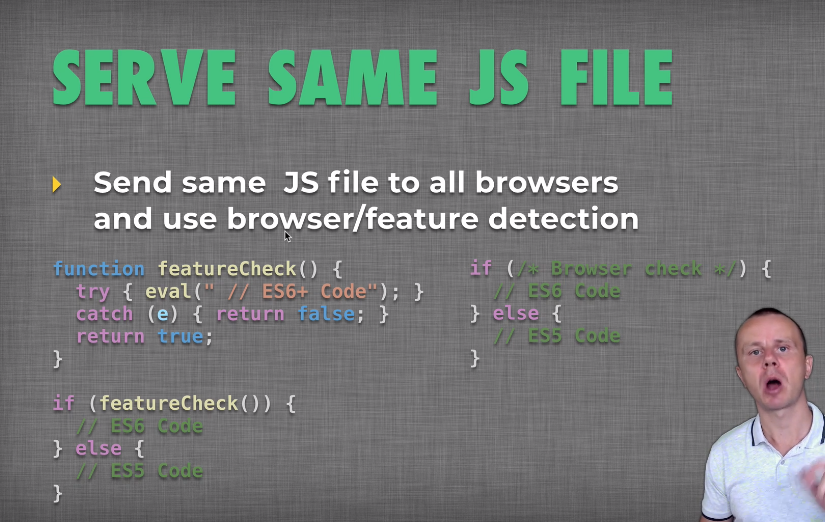 SERVE SAME JS FILE
Send same JS file to all browsers
and use browser/feature detection
function featureCheck() {
try { eval(" // ES6+ Code"); }
catch (e) { return false; }
return true;
}
if (featureCheck()) {
// ES6 Code
} else {
// ES5 Code
}
if (/* Browser check */) {
// ES6 Code
} else {
// ES5 Code
}